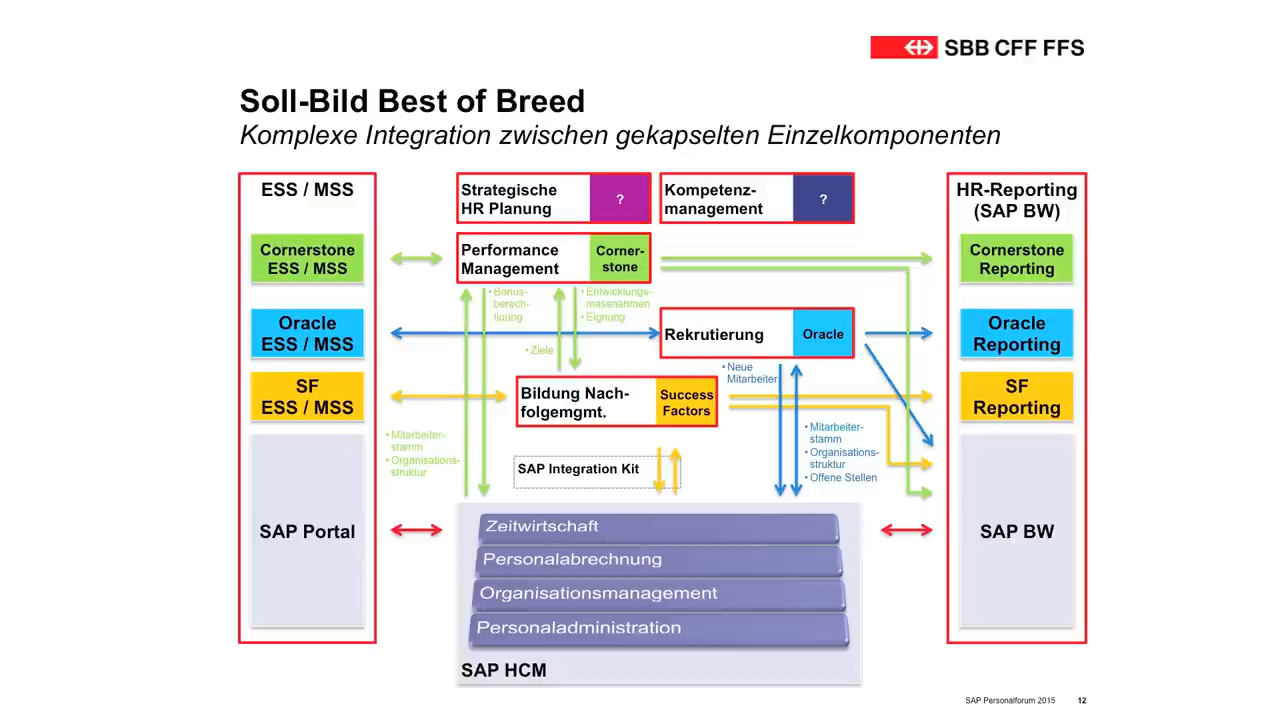 SBB CFF FFS
Soll-Bild Best of Breed
Komplexe Integration zwischen gekapselten Einzelkomponenten
ESS / MSS
Cornerstone
ESS / MSS
Oracle
ESS / MSS
SF
ESS / MSS
SAP Portal
Strategische
HR Planung
?
Kompetenz-
management
?
Performance
Management
Corner-
stone
• Bonus-
berech-
tigung
• Entwicklungs-
massnahmen
• Eignung
• Ziele
Rekrutierung
Oracle
• Neue
Mitarbeiter
Bildung Nach-
folgemgmt.
Success
Factors
• Mitarbeiter-
stamm
• Organisations-
struktur
• Mitarbeiter-
stamm
• Organisations-
struktur
• Offene Stellen
SAP Integration Kit
Zeitwirtschaft
Personalabrechnung
Organisationsmanagement
Personaladministration
SAP HCM
HR-Reporting
(SAP BW)
Cornerstone
Reporting
Oracle
Reporting
SF
Reporting
SAP BW
SAP Personalforum 2015 12